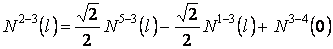 N^{2-3}(l) = \frac{\sqrt{2}}{2} N^{5-3}(l) - \frac{\sqrt{2}}{2} N^{1-3}(l) + N^{3-4}(0)